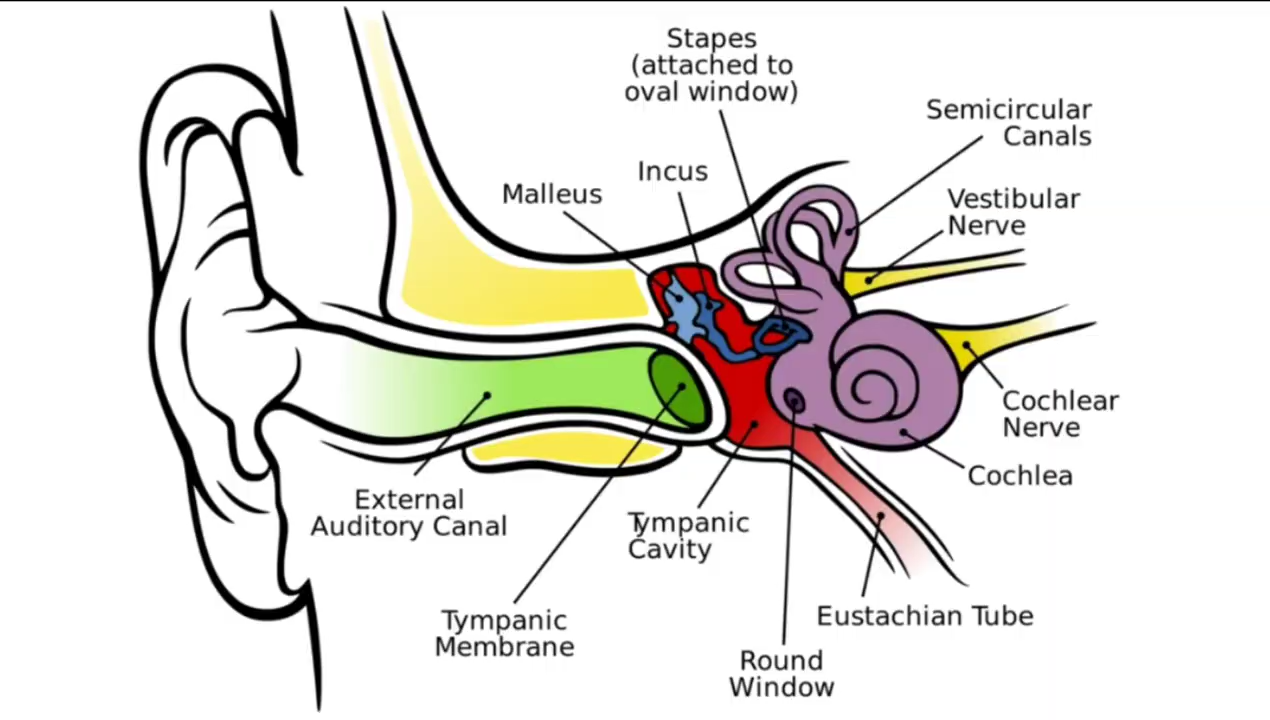 Stapes
(attached to
oval window)
Semicircular
Canals
Incus
Malleus
Vestibular
Nerve
Cochlear
Nerve
Cochlea
External
Auditory Canal
Tympanic
Cavity
Tympanic
Membrane
Eustachian Tube
Round
Window